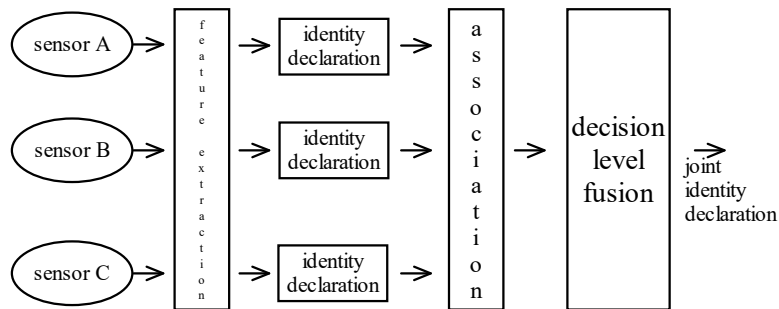 sensor A
sensor B
sensor C
feature extraction
identity
declaration
identity
declaration
identity
declaration
association
decision
level
fusion
joint
identity
declaration